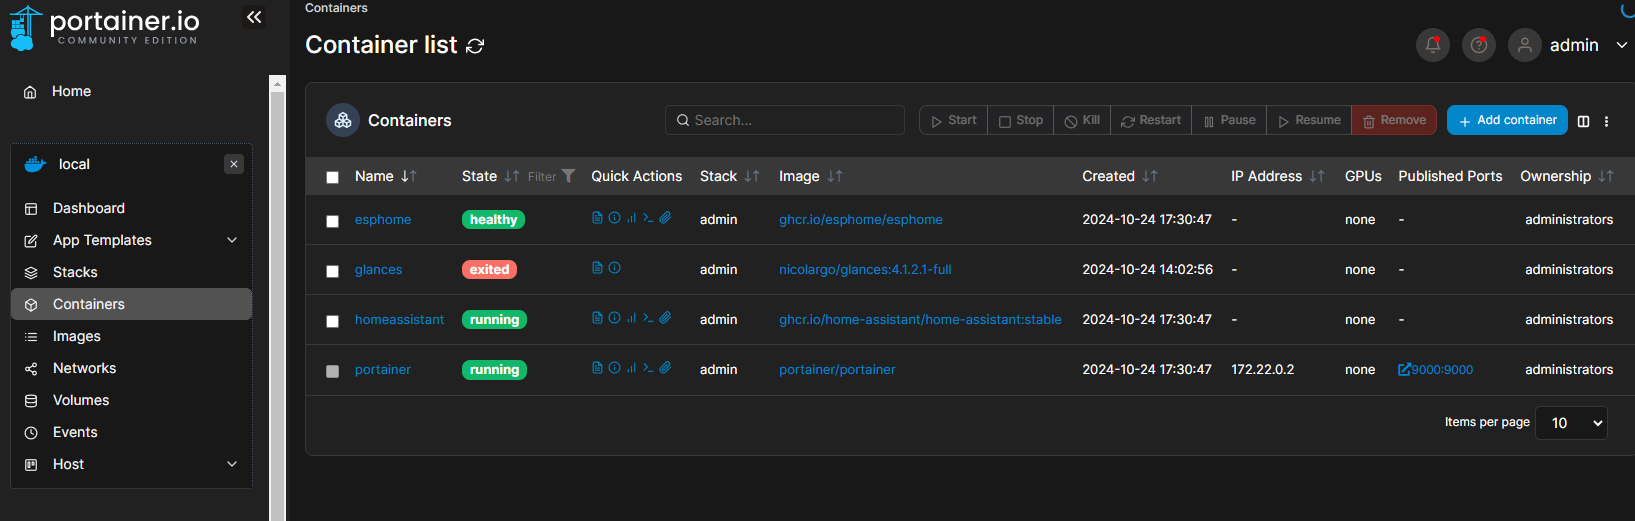 portainer.io
COMMUNITY EDITION
Home
local
Dashboard
App Templates
Stacks
Containers
Images
Networks
Volumes
Events
Host
Containers
Container list
admin
Containers
Search...
Start Stop Kill Restart Pause Resume Remove
Add container
Name State Filter Quick Actions Stack Image Created IP Address GPUs Published Ports Ownership
esphome healthy admin ghcr.io/esphome/esphome 2024-10-24 17:30:47 - none - administrators
glances exited admin nicolargo/glances:4.1.2.1-full 2024-10-24 14:02:56 - none - administrators
homeassistant running admin ghcr.io/home-assistant/home-assistant:stable 2024-10-24 17:30:47 - none - administrators
portainer running admin portainer/portainer 2024-10-24 17:30:47 172.22.0.2 none 9000:9000 administrators
Items per page 10